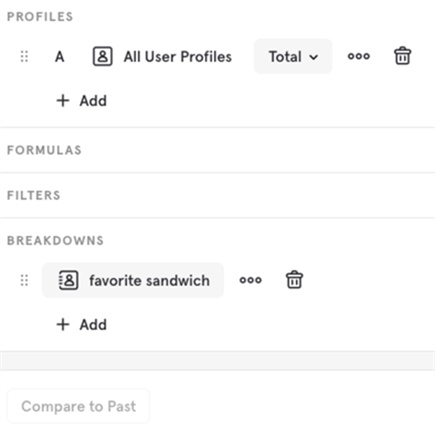 PROFILES
A All User Profiles Total
+ Add
FORMULAS
FILTERS
BREAKDOWNS
favorite sandwich
+ Add
Compare to Past